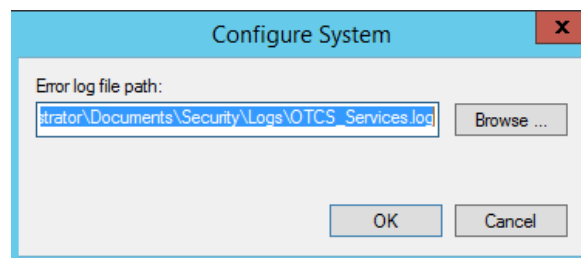 Configure System
x
Error log file path:
strator\Documents\Security\Logs\OTCS_Services.log
Browse ...
OK
Cancel